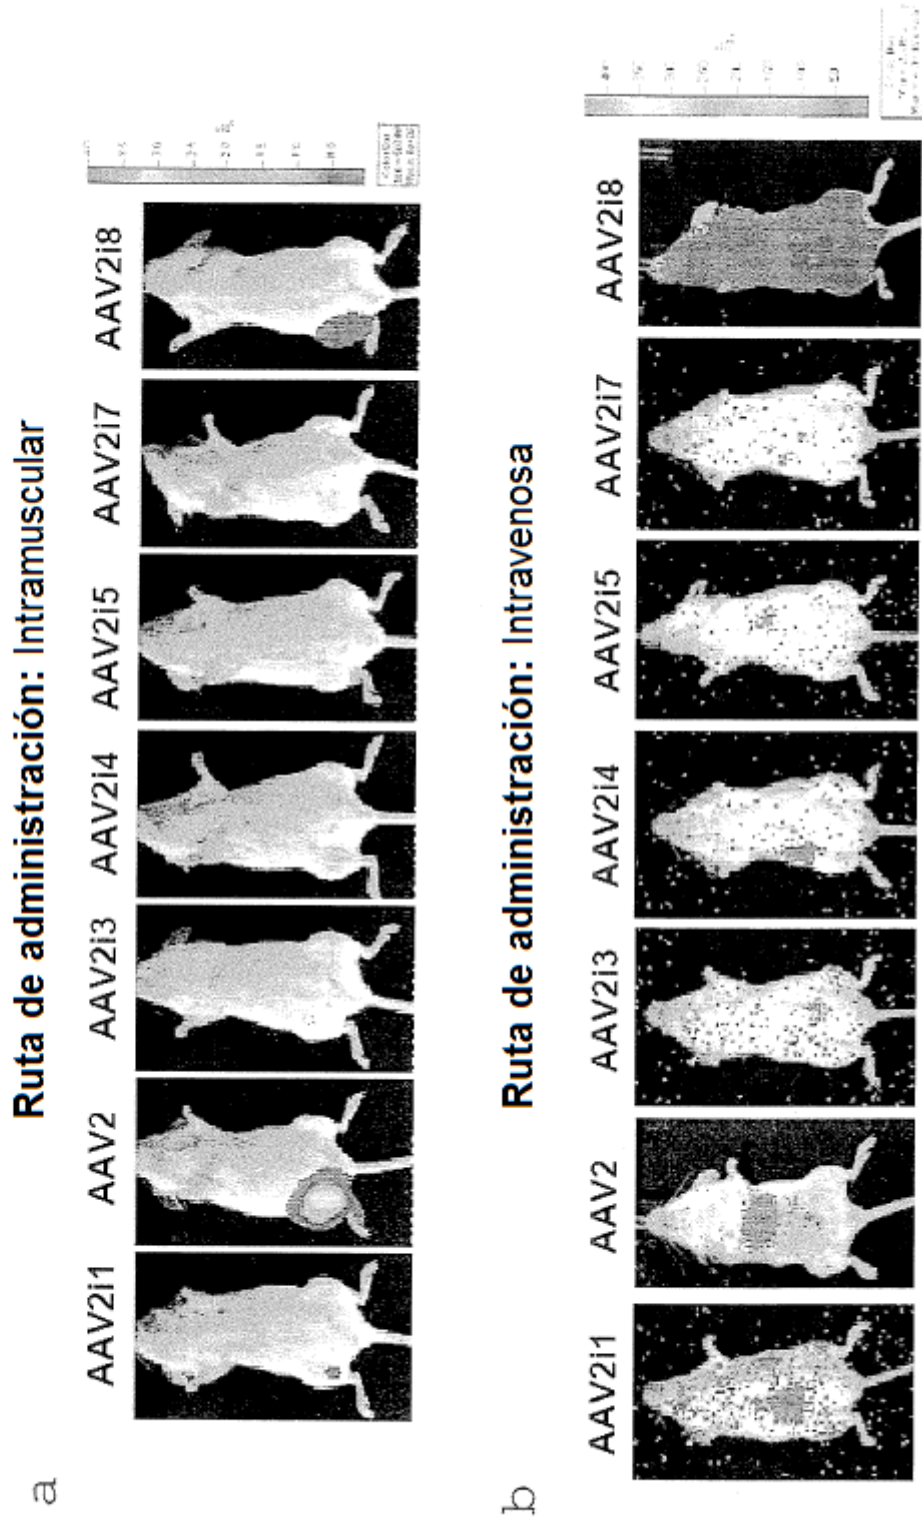 a
Ruta de administración: Intramuscular
AAV2i1 AAV2 AAV2i3 AAV2i4 AAV2i5 AAV2i7 AAV2i8
b
Ruta de administración: Intravenosa
AAV2i1 AAV2 AAV2i3 AAV2i4 AAV2i5 AAV2i7 AAV2i8